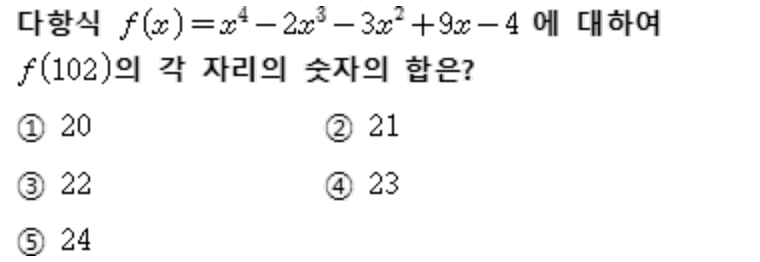 다항식 f(x)=x⁴−2x³−3x²+9x−4 에 대하여
f(102)의 각 자리의 숫자의 합은?
① 20 ② 21
③ 22 ④ 23
⑤ 24